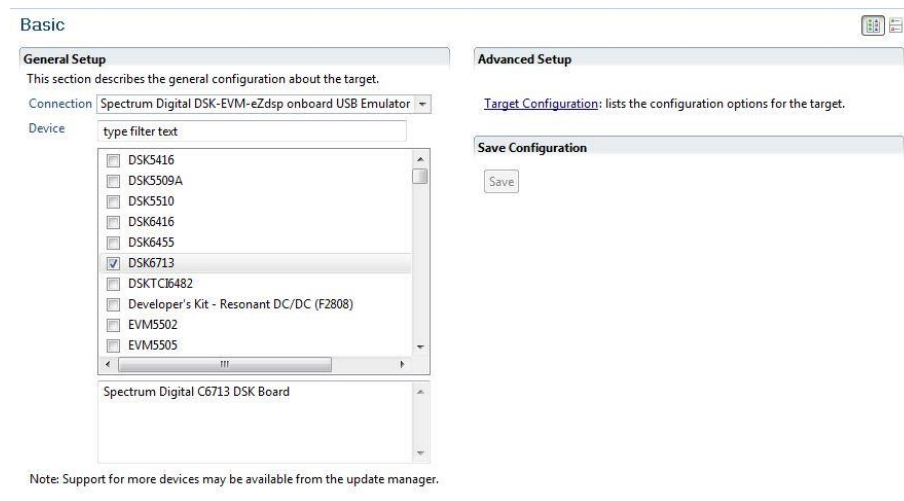 Basic
General Setup
This section describes the general configuration about the target.
Connection Spectrum Digital DSK-EVM-eZdsp onboard USB Emulator
Device type filter text
DSK5416
DSK5509A
DSK5510
DSK6416
DSK6455
DSK6713
DSKTCI6482
Developer's Kit - Resonant DC/DC (F2808)
EVM5502
EVM5505
Spectrum Digital C6713 DSK Board
Note: Support for more devices may be available from the update manager.
Advanced Setup
Target Configuration: lists the configuration options for the target.
Save Configuration
Save